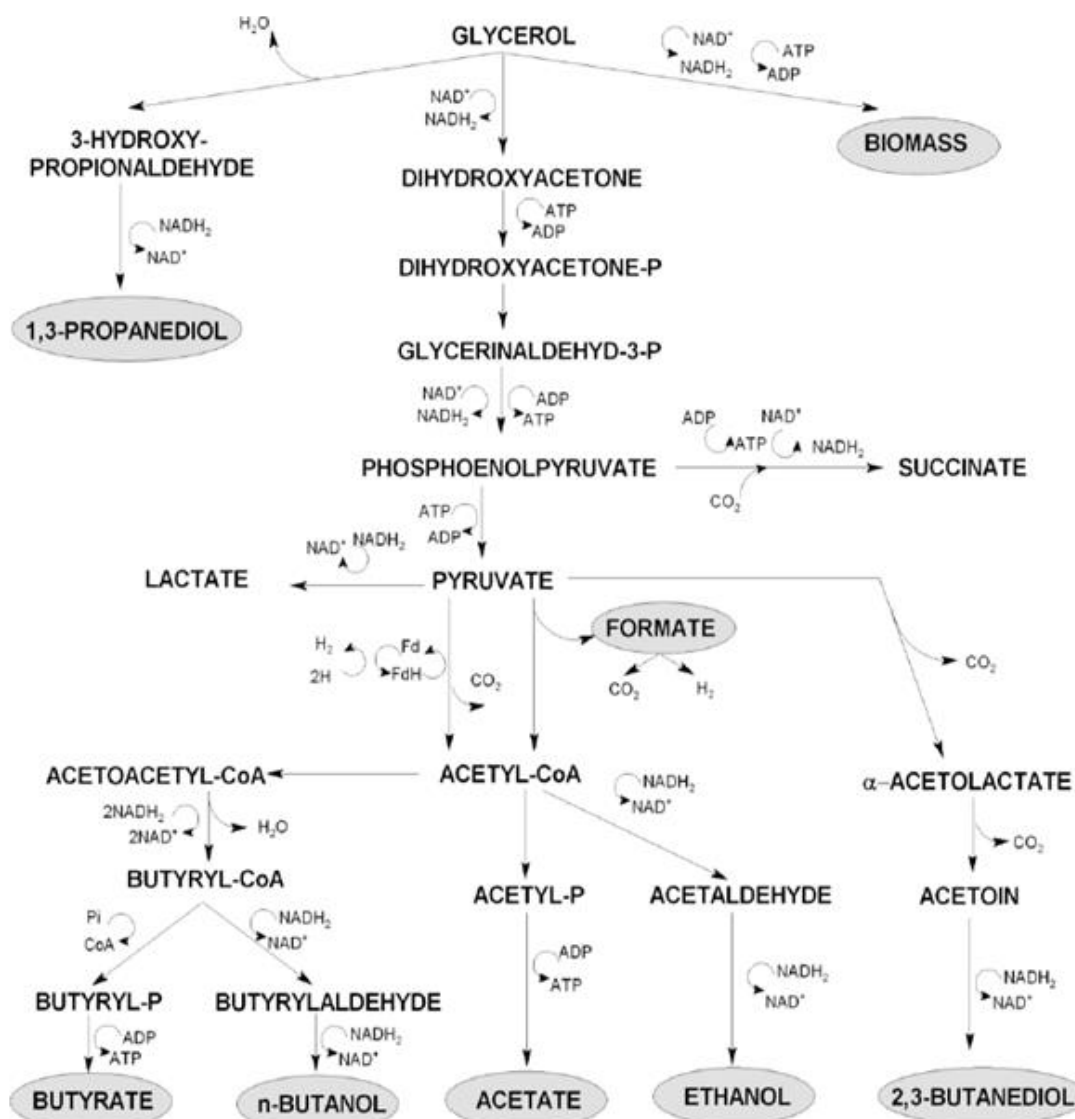 GLYCEROL
H₂O
NAD⁺
NADH₂
ATP
ADP
NAD⁺
NADH₂
3-HYDROXY-
PROPIONALDEHYDE
BIOMASS
DIHYDROXYACETONE
NADH₂
NAD⁺
ATP
ADP
DIHYDROXYACETONE-P
1,3-PROPANEDIOL
GLYCERINALDEHYD-3-P
NAD⁺
NADH₂
ADP
ATP
ADP
ATP
NAD⁺
NADH₂
PHOSPHOENOLPYRUVATE
SUCCINATE
CO₂
ATP
ADP
NAD⁺
NADH₂
LACTATE
PYRUVATE
FORMATE
H₂
2H
Fd
FdH
CO₂
CO₂
H₂
CO₂
ACETOACETYL-CoA
ACETYL-CoA
α-ACETOLACTATE
NADH₂
NAD⁺
2NADH₂
2NAD⁺
H₂O
CO₂
BUTYRYL-CoA
ACETYL-P
ACETALDEHYDE
ACETOIN
Pi
CoA
NADH₂
NAD⁺
ADP
ATP
NADH₂
NAD⁺
NADH₂
NAD⁺
BUTYRYL-P
BUTYRYLALDEHYDE
ADP
ATP
NADH₂
NAD⁺
BUTYRATE
n-BUTANOL
ACETATE
ETHANOL
2,3-BUTANEDIOL